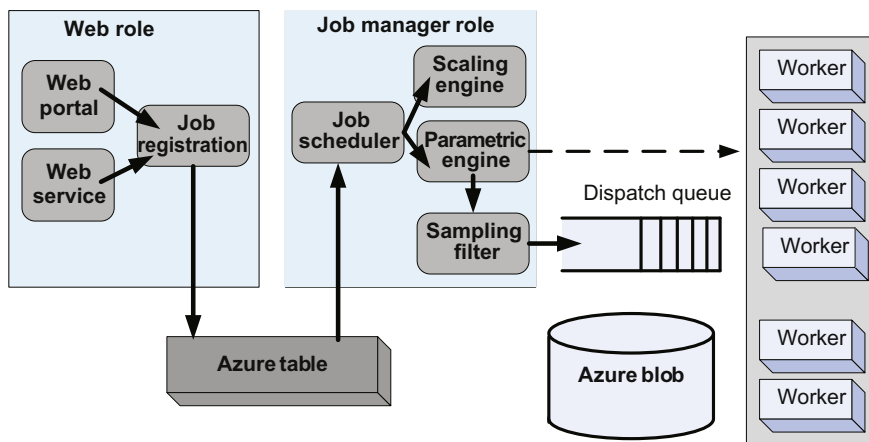 Web role
Web
portal
Web
service
Job
registration
Job manager role
Scaling
engine
Job
scheduler
Parametric
engine
Sampling
filter
Dispatch queue
Azure table
Azure blob
Worker
Worker
Worker
Worker
Worker
Worker